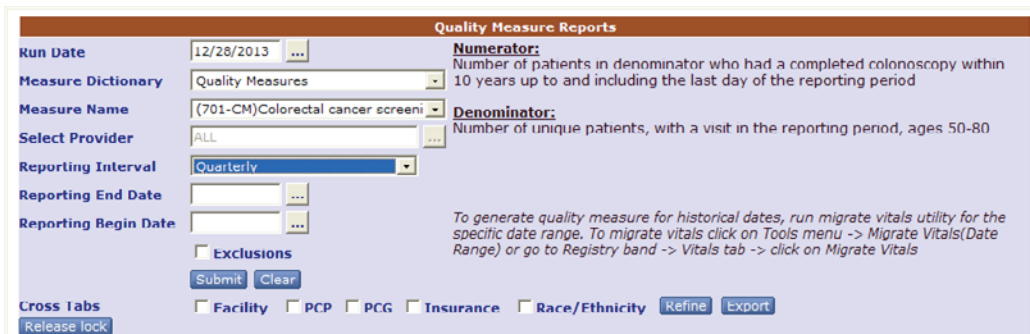 Quality Measure Reports
Run Date 12/28/2013 ...
Measure Dictionary Quality Measures
Measure Name (701-CM)Colorectal cancer screeni
Select Provider ALL ...
Reporting Interval Quarterly
Reporting End Date ...
Reporting Begin Date ...
Exclusions
Submit Clear
Numerator:
Number of patients in denominator who had a completed colonoscopy within
10 years up to and including the last day of the reporting period
Denominator:
Number of unique patients, with a visit in the reporting period, ages 50-80
To generate quality measure for historical dates, run migrate vitals utility for the
specific date range. To migrate vitals click on Tools menu -> Migrate Vitals(Date
Range) or go to Registry band -> Vitals tab -> click on Migrate Vitals
Cross Tabs Facility PCP PCG Insurance Race/Ethnicity Refine Export
Release lock